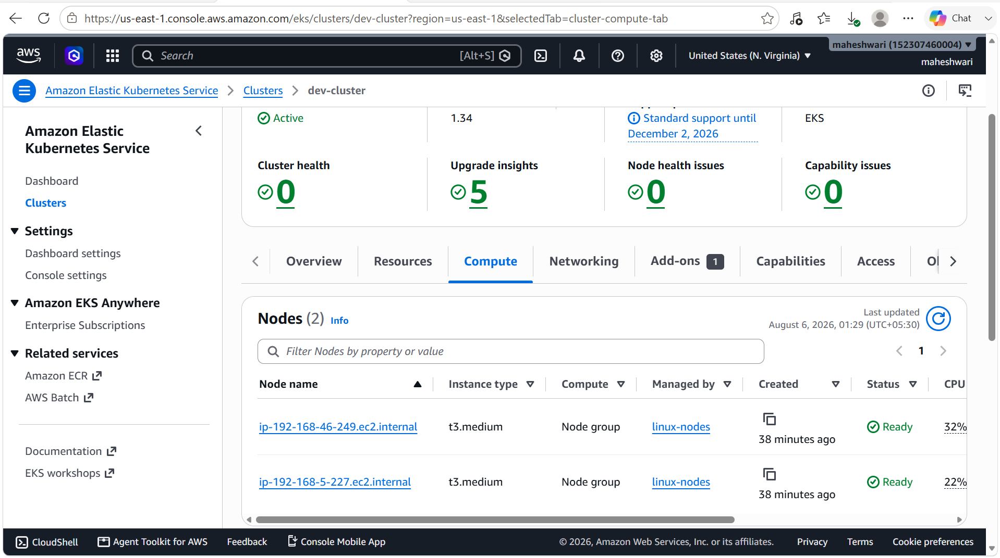 https://us-east-1.console.aws.amazon.com/eks/clusters/dev-cluster?region=us-east-1&selectedTab=cluster-compute-tab
Chat
aws
Search
[Alt+S]
United States (N. Virginia)
maheshwari (152307460004)
maheshwari
Amazon Elastic Kubernetes Service
Clusters
dev-cluster
Amazon Elastic
Kubernetes Service
Dashboard
Clusters
Settings
Dashboard settings
Console settings
Amazon EKS Anywhere
Enterprise Subscriptions
Related services
Amazon ECR
AWS Batch
Documentation
EKS workshops
Active
1.34
Standard support until
December 2, 2026
EKS
Cluster health
0
Upgrade insights
5
Node health issues
0
Capability issues
0
Overview
Resources
Compute
Networking
Add-ons 1
Capabilities
Access
Nodes (2) Info
Last updated
August 6, 2026, 01:29 (UTC+05:30)
Filter Nodes by property or value
1
Node name Instance type Compute Managed by Created Status CPU
ip-192-168-46-249.ec2.internal t3.medium Node group linux-nodes 38 minutes ago Ready 32%
ip-192-168-5-227.ec2.internal t3.medium Node group linux-nodes 38 minutes ago Ready 22%
CloudShell Agent Toolkit for AWS Feedback Console Mobile App © 2026, Amazon Web Services, Inc. or its affiliates. Privacy Terms Cookie preferences